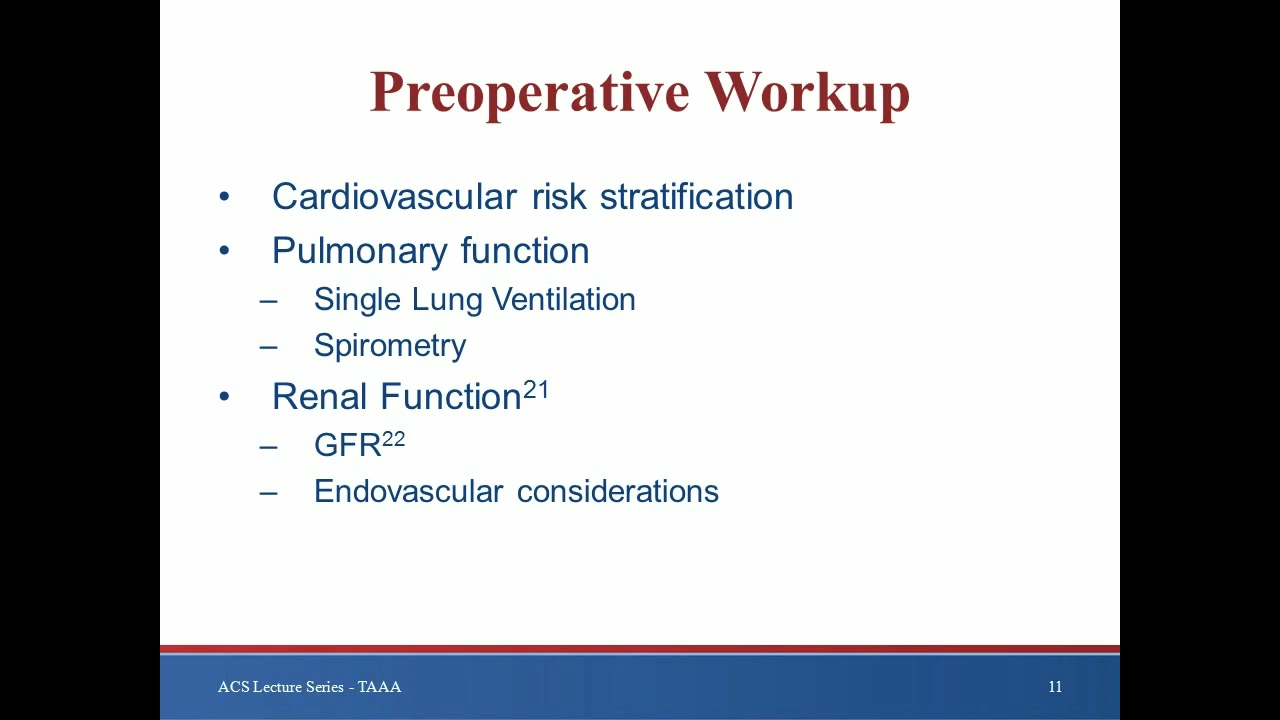 Preoperative Workup
• Cardiovascular risk stratification
• Pulmonary function
– Single Lung Ventilation
– Spirometry
• Renal Function21
– GFR22
– Endovascular considerations
ACS Lecture Series - TAAA
11